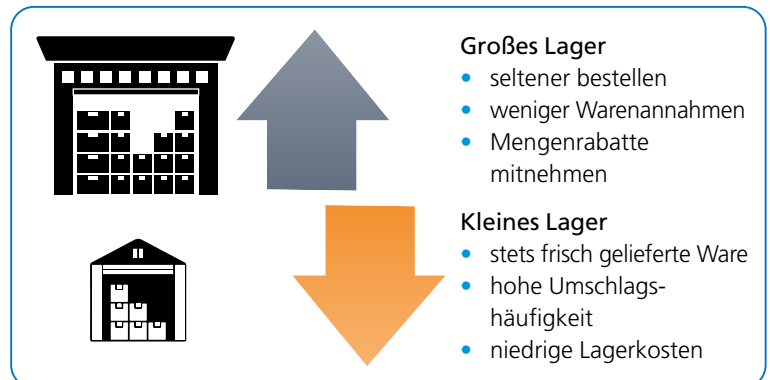 Großes Lager
• seltener bestellen
• weniger Warenannahmen
• Mengenrabatte
mitnehmen
Kleines Lager
• stets frisch gelieferte Ware
• hohe Umschlags-
häufigkeit
• niedrige Lagerkosten